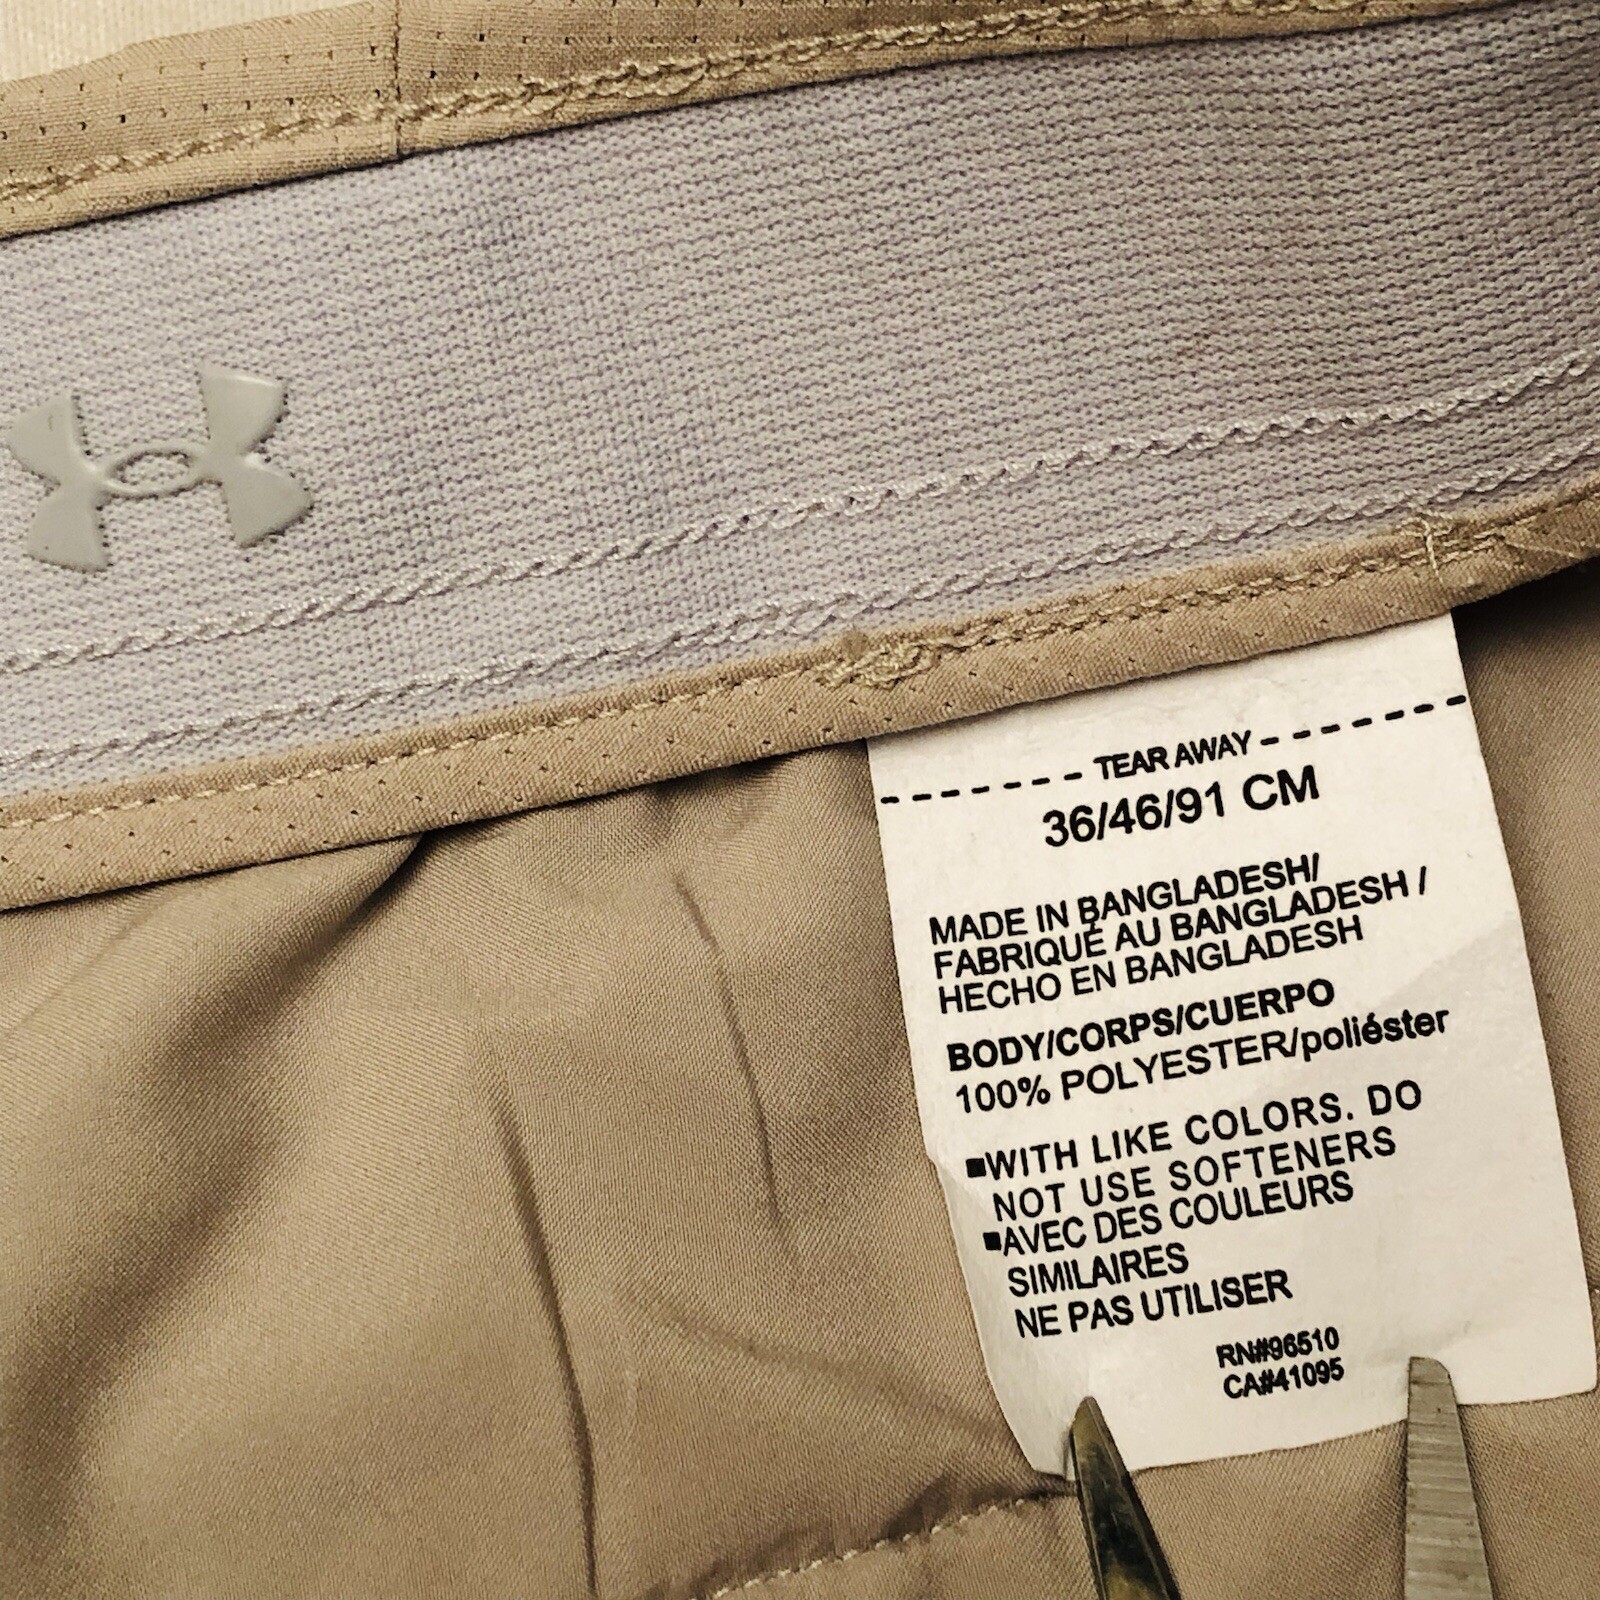 - - - - - - - TEAR AWAY - - - - - - -
36/46/91 CM
MADE IN BANGLADESH/
FABRIQUÉ AU BANGLADESH /
HECHO EN BANGLADESH
BODY/CORPS/CUERPO
100% POLYESTER/poliéster
■WITH LIKE COLORS. DO
NOT USE SOFTENERS
■AVEC DES COULEURS
SIMILAIRES
NE PAS UTILISER
RN#96510
CA#41095